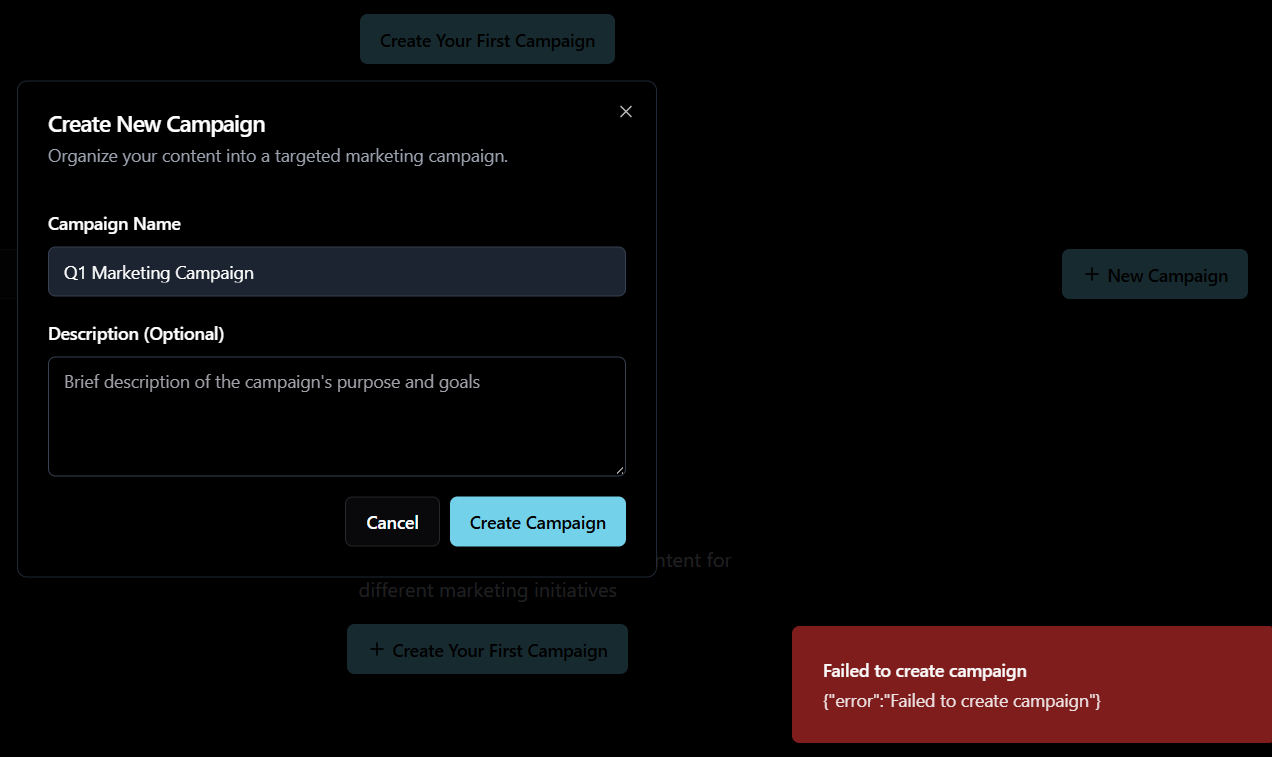 Create Your First Campaign
Create New Campaign
Organize your content into a targeted marketing campaign.
Campaign Name
Q1 Marketing Campaign
+ New Campaign
Description (Optional)
Brief description of the campaign's purpose and goals
Cancel
Create Campaign
ntent for
different marketing initiatives
+ Create Your First Campaign
Failed to create campaign
{"error":"Failed to create campaign"}